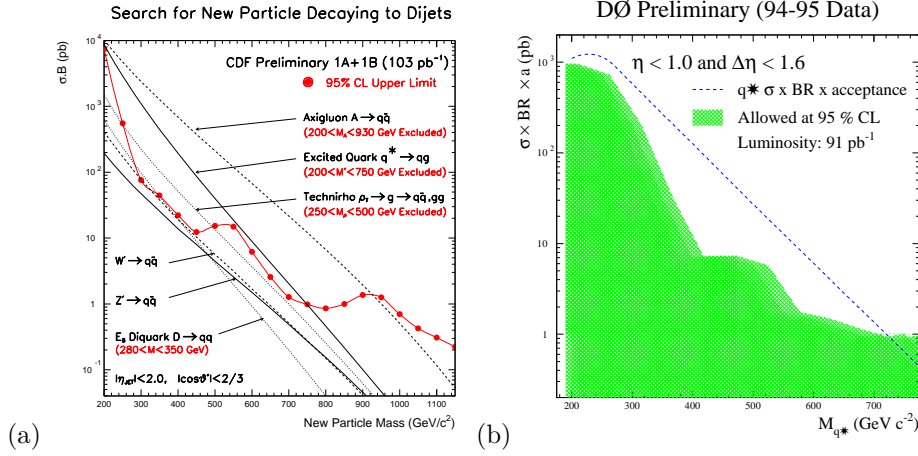 Search for New Particle Decaying to Dijets
σ.B (pb)
10⁴
10³
10²
10
1
10⁻¹
CDF Preliminary 1A+1B (103 pb⁻¹)
95% CL Upper Limit
Axigluon A→qq̄
(200<M_A<930 GeV Excluded)
Excited Quark q*→qg
(200<M*<750 GeV Excluded)
Technirho ρ_T→g→qq̄,gg
(250<M_ρ<500 GeV Excluded)
W′→qq̄
Z′→qq̄
E₆ Diquark D→qq
(280<M<350 GeV)
|η_JET|<2.0, |cosϑ*|<2/3
200 300 400 500 600 700 800 900 1000 1100
New Particle Mass (GeV/c²)
(a)
DØ Preliminary (94-95 Data)
σ × BR × a (pb)
10³
10²
10
1
η < 1.0 and Δη < 1.6
q* σ x BR x acceptance
Allowed at 95 % CL
Luminosity: 91 pb⁻¹
200 300 400 500 600 700
M_q* (GeV c⁻²)
(b)